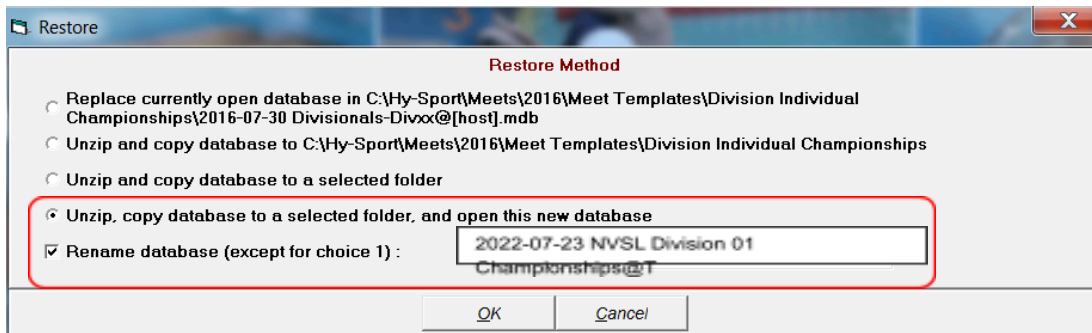 Restore
X
Restore Method
Replace currently open database in C:\Hy-Sport\Meets\2016\Meet Templates\Division Individual
Championships\2016-07-30 Divisionals-Divxx@[host].mdb
Unzip and copy database to C:\Hy-Sport\Meets\2016\Meet Templates\Division Individual Championships
Unzip and copy database to a selected folder
Unzip, copy database to a selected folder, and open this new database
Rename database (except for choice 1) :
2022-07-23 NVSL Division 01
Championships@T
OK
Cancel